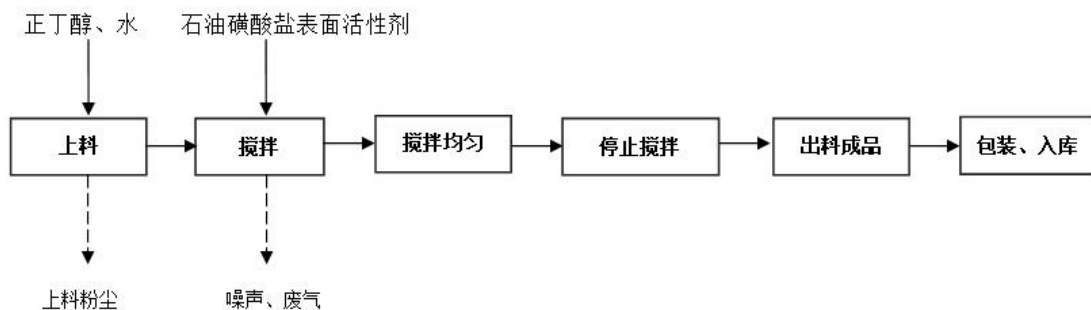 正丁醇、水
石油磺酸盐表面活性剂
上料
搅拌
搅拌均匀
停止搅拌
出料成品
包装、入库
上料粉尘
噪声、废气